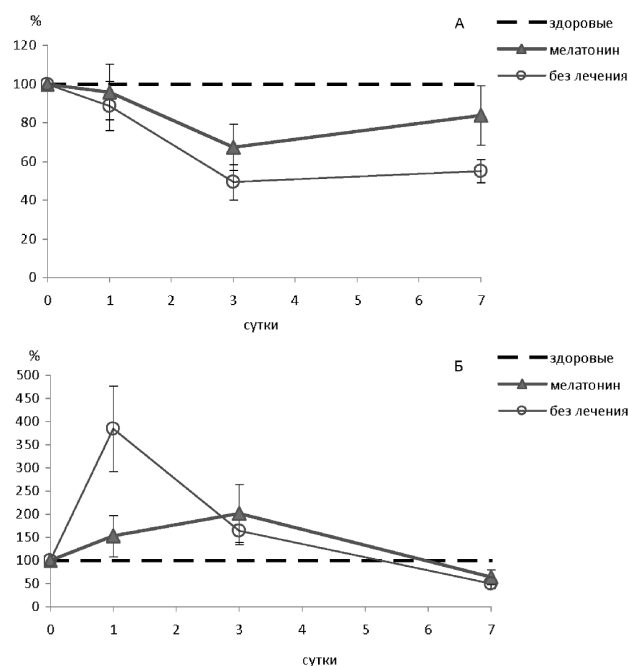 %
А
здоровые
мелатонин
без лечения
120
100
80
60
40
20
0
0 1 2 3 4 5 6 7
сутки
%
Б
здоровые
мелатонин
без лечения
500
450
400
350
300
250
200
150
100
50
0
0 1 2 3 4 5 6 7
сутки